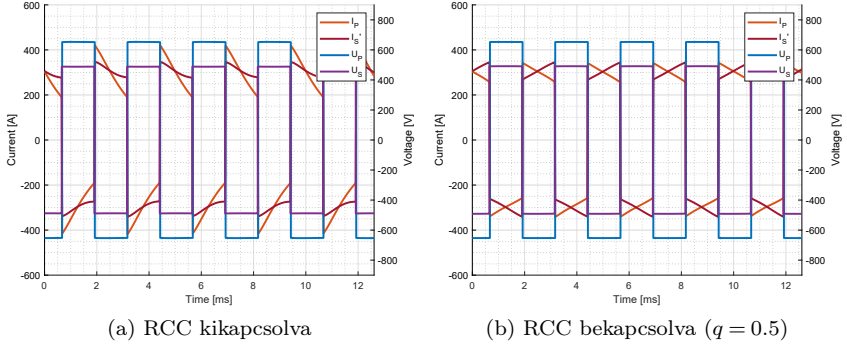 600
400
200
0
-200
-400
-600
Current [A]
800
600
400
200
0
-200
-400
-600
-800
Voltage [V]
I_P
I_S'
U_P
U_S
0 2 4 6 8 10 12
Time [ms]
(a) RCC kikapcsolva
600
400
200
0
-200
-400
-600
Current [A]
800
600
400
200
0
-200
-400
-600
-800
Voltage [V]
I_P
I_S'
U_P
U_S
0 2 4 6 8 10 12
Time [ms]
(b) RCC bekapcsolva (q = 0.5)